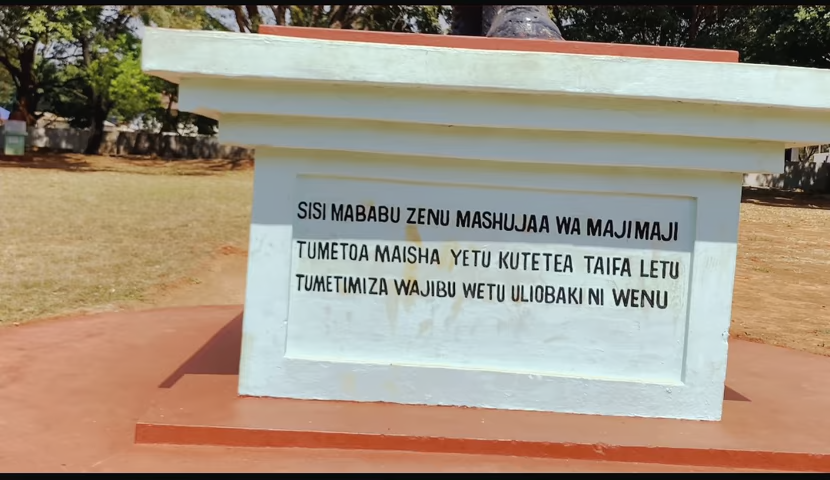 SISI MABABU ZENU MASHUJAA WA MAJIMAJI
TUMETOA MAISHA YETU KUTETEA TAIFA LETU
TUMETIMIZA WAJIBU WETU ULIOBAKI NI WENU